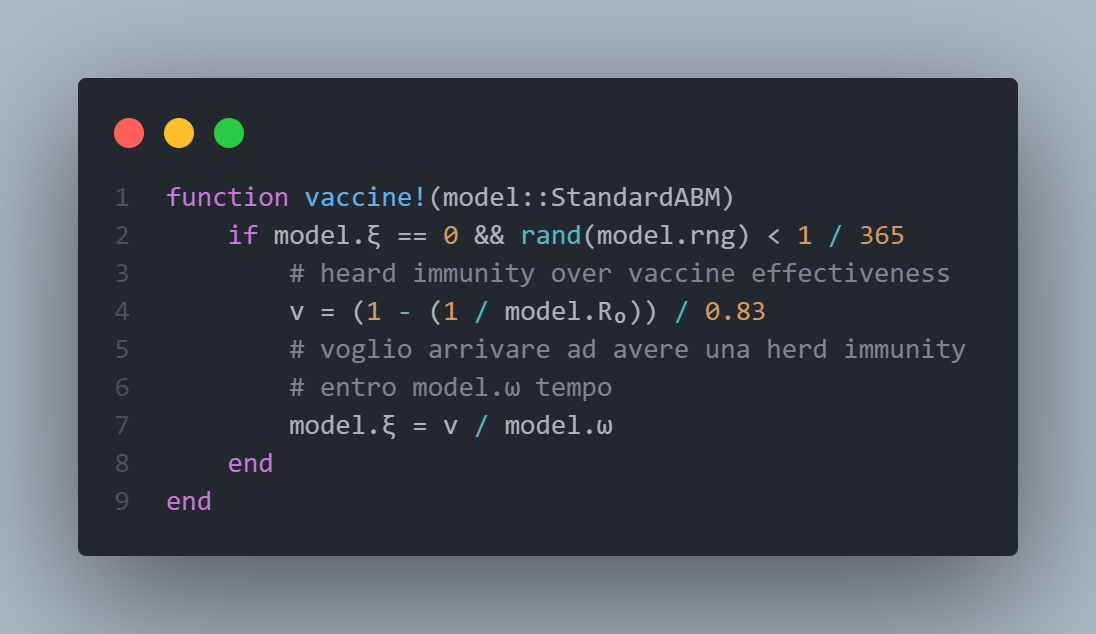 1 function vaccine!(model::StandardABM)
2     if model.ξ == 0 && rand(model.rng) < 1 / 365
3         # heard immunity over vaccine effectiveness
4         v = (1 - (1 / model.R₀)) / 0.83
5         # voglio arrivare ad avere una herd immunity
6         # entro model.ω tempo
7         model.ξ = v / model.ω
8     end
9 end